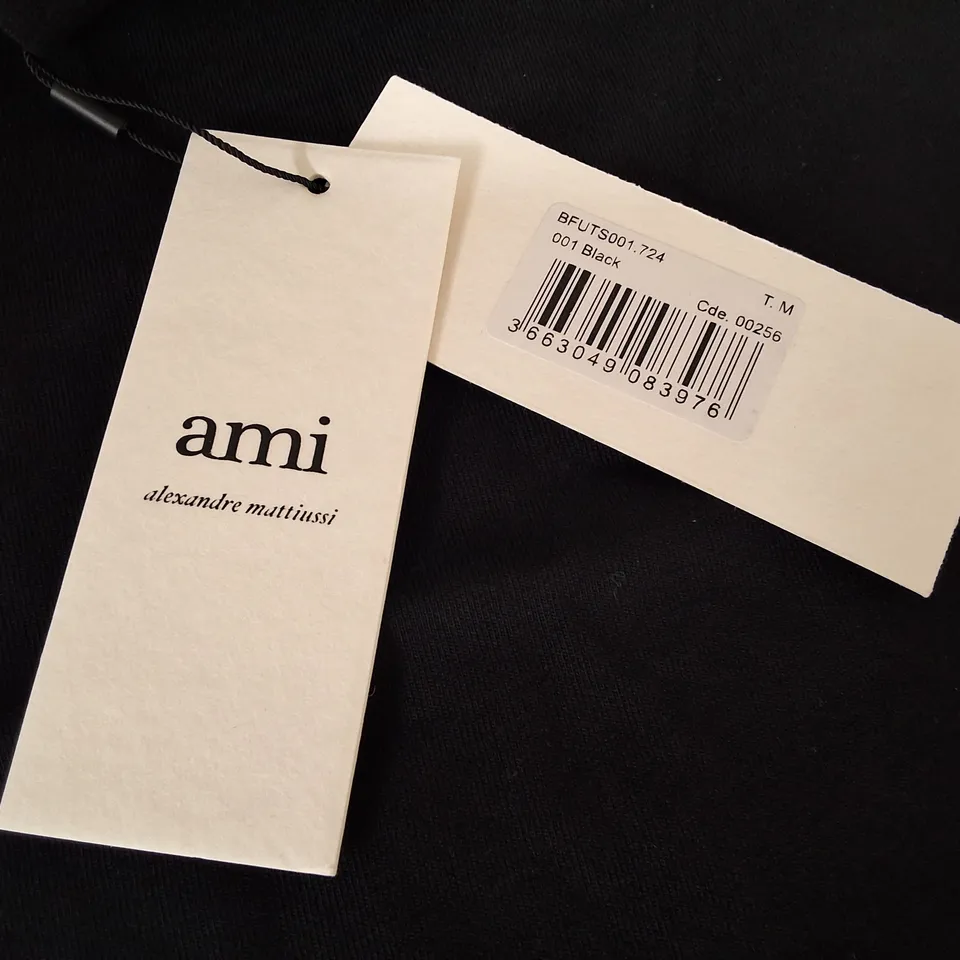 ami
alexandre mattiussi
BFUTS001.724
001 Black
T. M
Cde. 00256
3663049083976